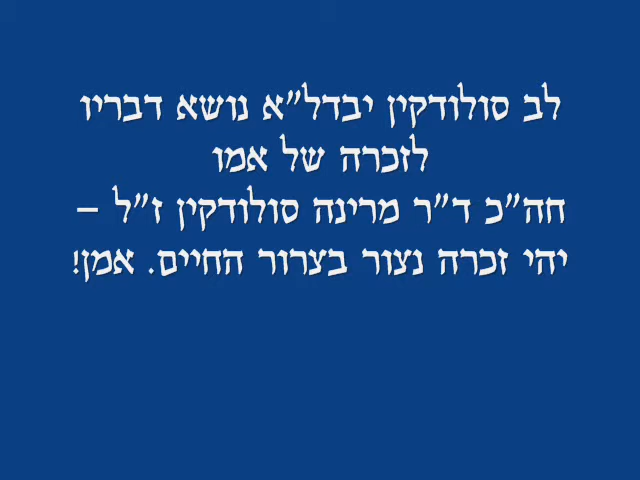 לב סולודקין יבדל״א נושא דבריו
לזכרה של אמו
חה״כ ד״ר מרינה סולודקין ז״ל –
יהי זכרה נצור בצרור החיים. אמן!